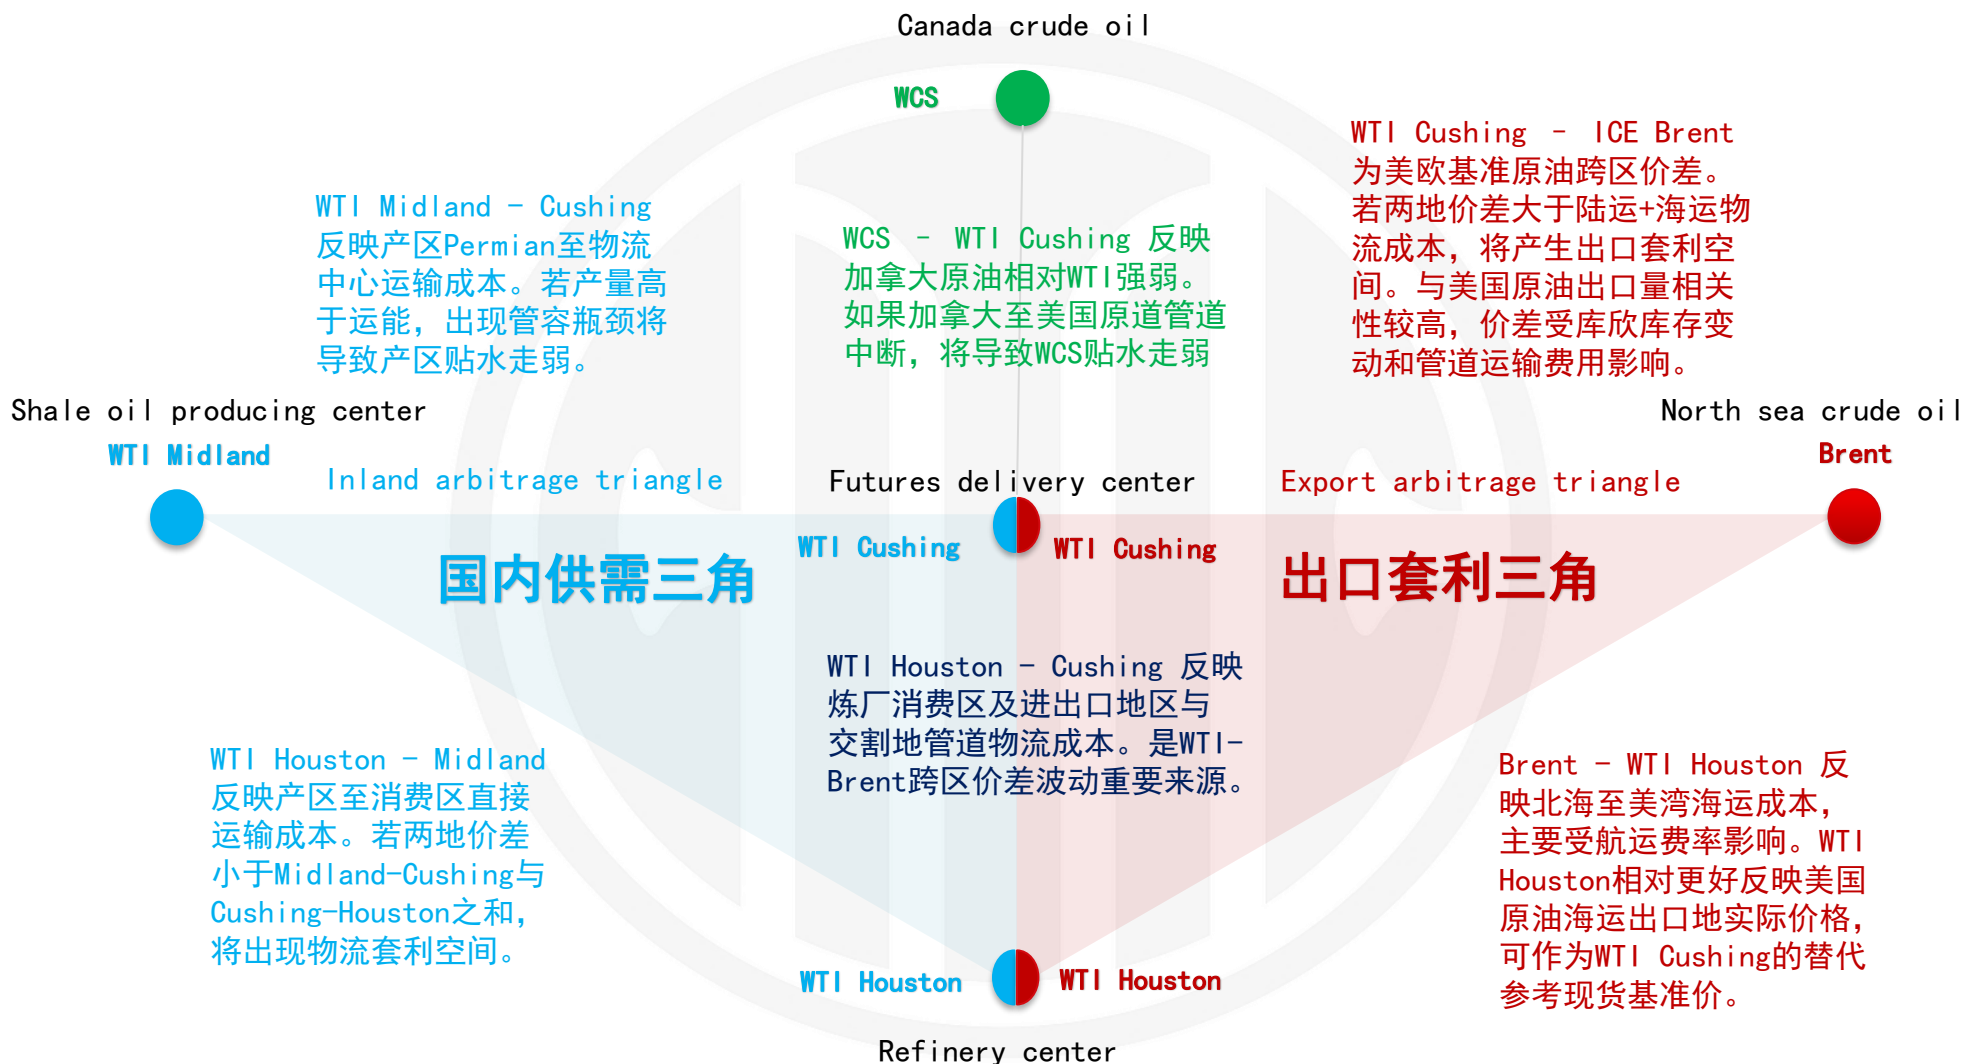 Canada crude oil
WCS
WTI Midland - Cushing
反映产区Permian至物流
中心运输成本。若产量高
于运能，出现管容瓶颈将
导致产区贴水走弱。
WCS - WTI Cushing 反映
加拿大原油相对WTI强弱。
如果加拿大至美国原道管道
中断，将导致WCS贴水走弱
WTI Cushing - ICE Brent
为美欧基准原油跨区价差。
若两地价差大于陆运+海运物
流成本，将产生出口套利空
间。与美国原油出口量相关
性较高，价差受库欣库存变
动和管道运输费用影响。
Shale oil producing center
WTI Midland
North sea crude oil
Brent
Inland arbitrage triangle
Futures delivery center
Export arbitrage triangle
WTI Cushing
WTI Cushing
国内供需三角
出口套利三角
WTI Houston - Cushing 反映
炼厂消费区及进出口地区与
交割地管道物流成本。是WTI-
Brent跨区价差波动重要来源。
WTI Houston - Midland
反映产区至消费区直接
运输成本。若两地价差
小于Midland-Cushing与
Cushing-Houston之和，
将出现物流套利空间。
Brent - WTI Houston 反
映北海至美湾海运成本，
主要受航运费率影响。WTI
Houston相对更好反映美国
原油海运出口地实际价格，
可作为WTI Cushing的替代
参考现货基准价。
WTI Houston
WTI Houston
Refinery center